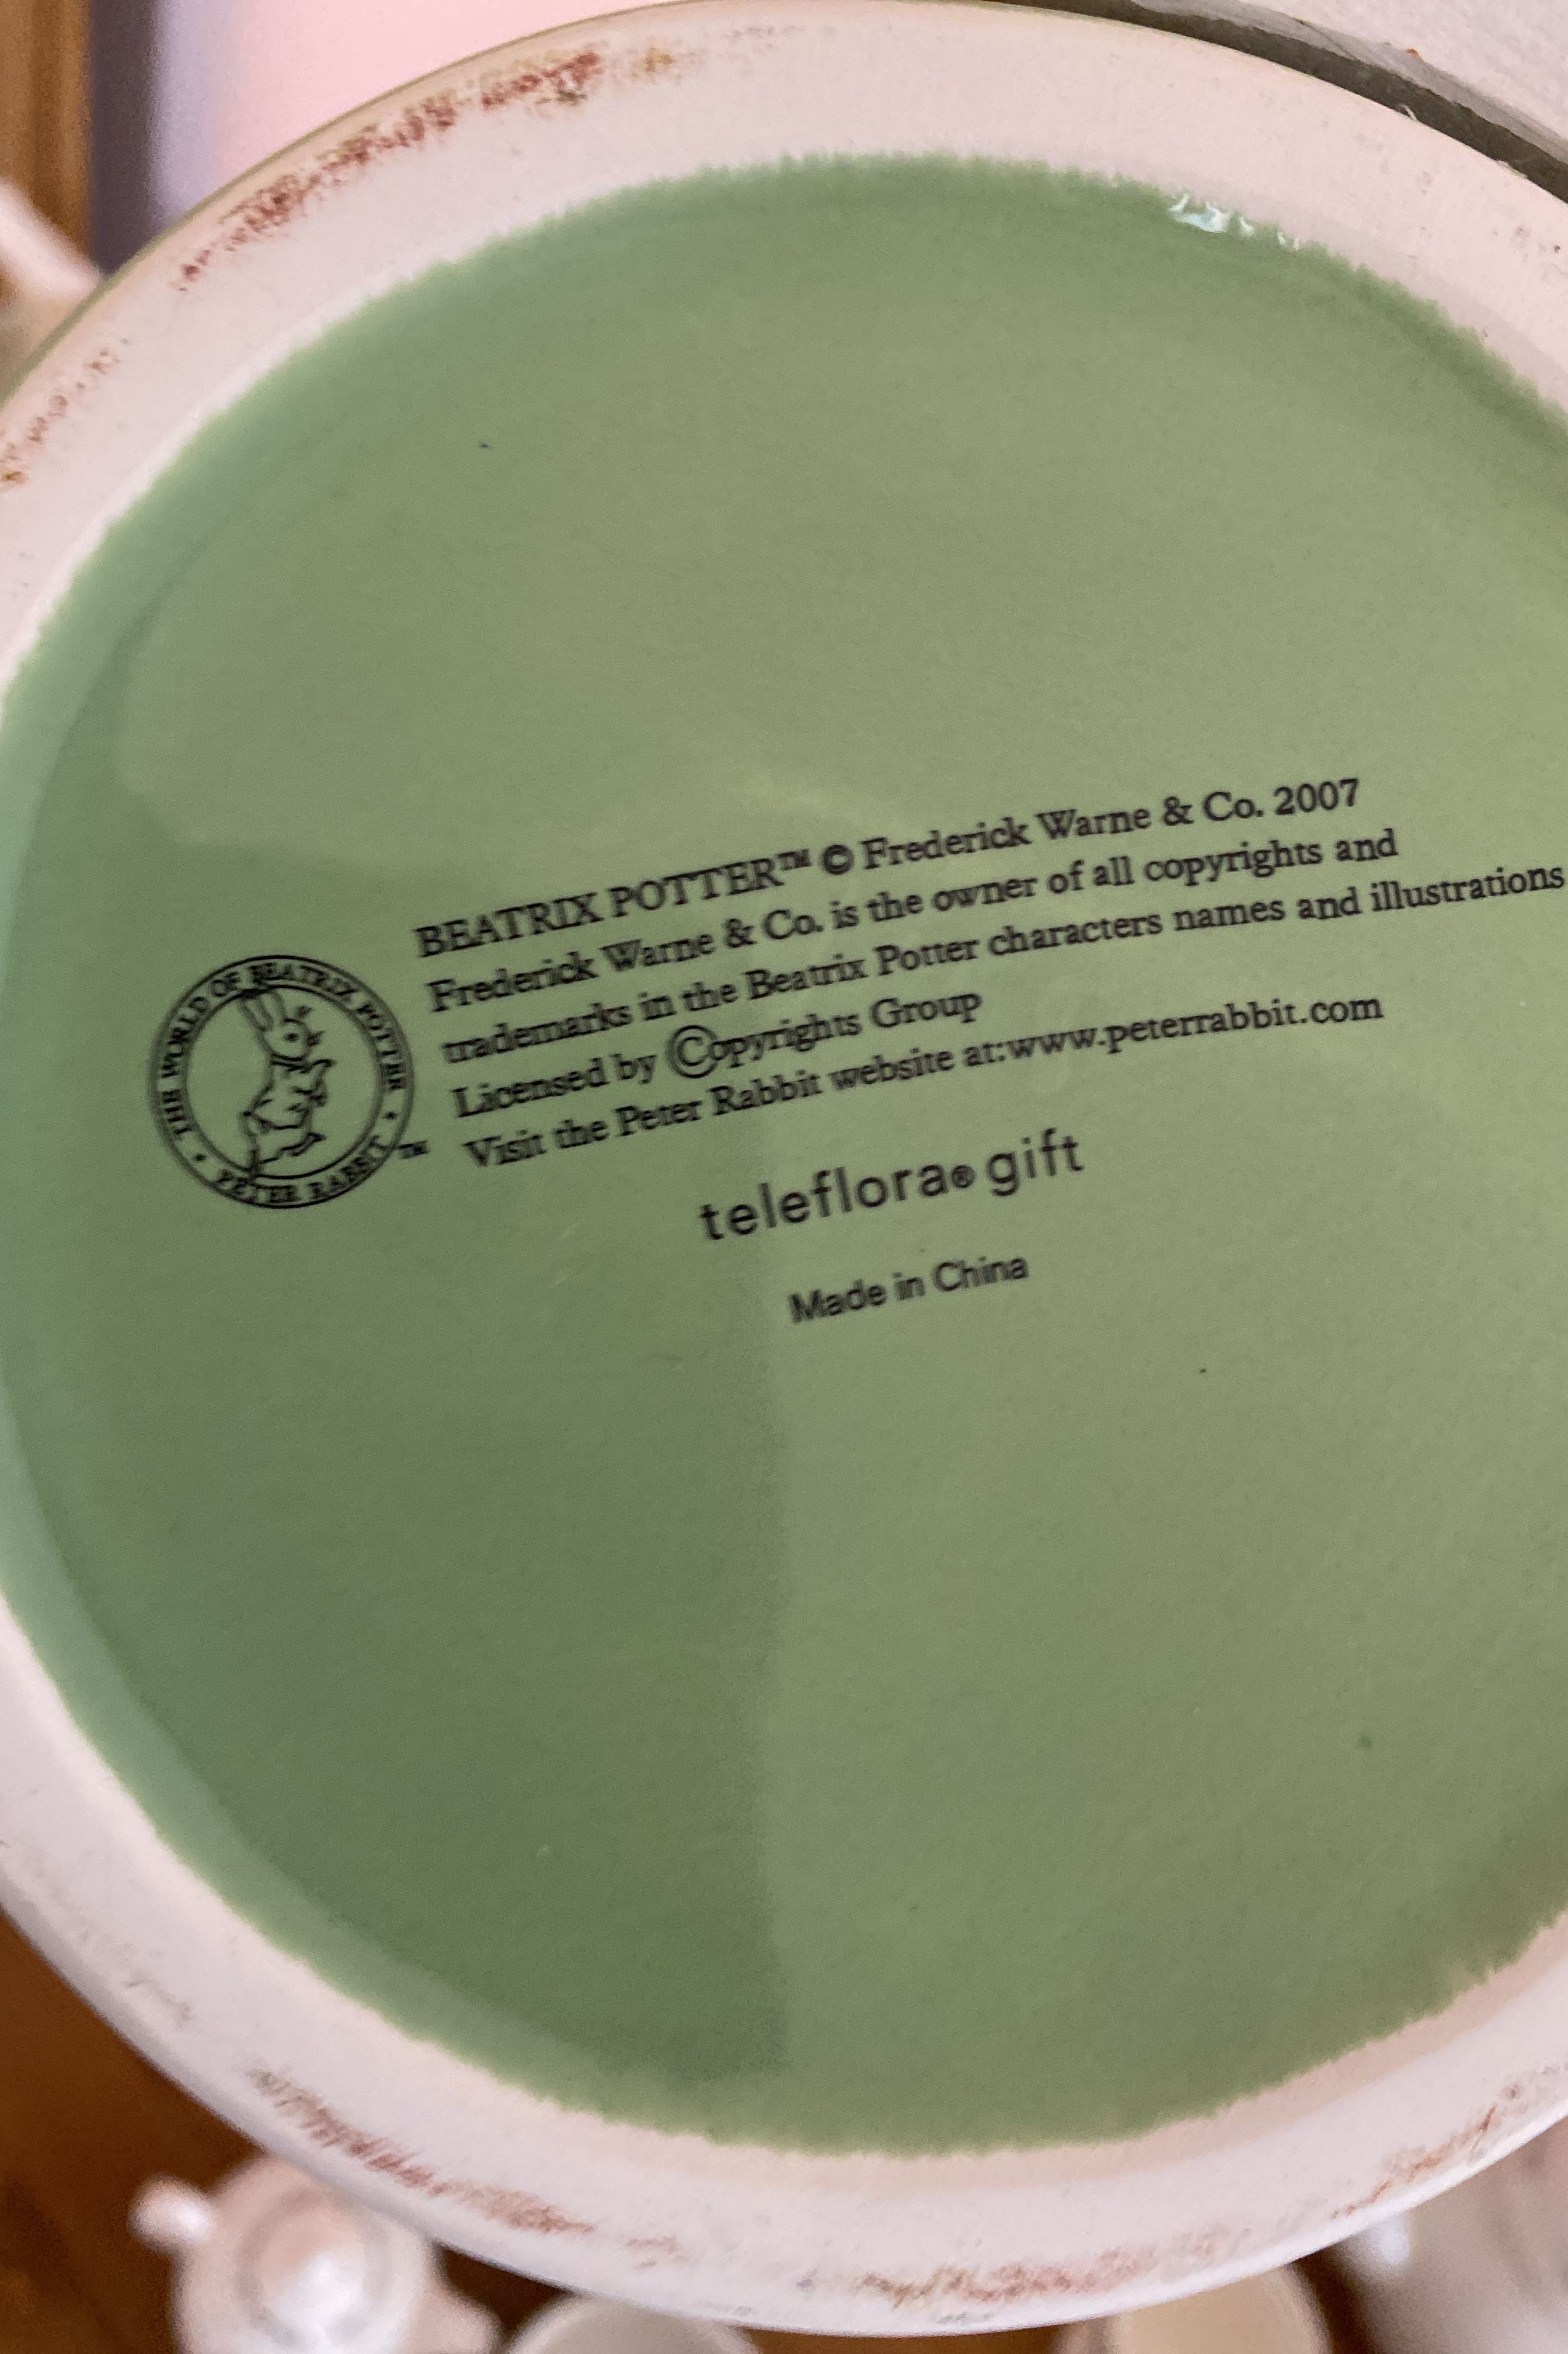 BEATRIX POTTER™ © Frederick Warne & Co. 2007
Frederick Warne & Co. is the owner of all copyrights and
trademarks in the Beatrix Potter characters names and illustrations
Licensed by Ⓒopyrights Group
Visit the Peter Rabbit website at:www.peterrabbit.com
THE WORLD OF BEATRIX POTTER
• PETER RABBIT •
TM
teleflora® gift
Made in China